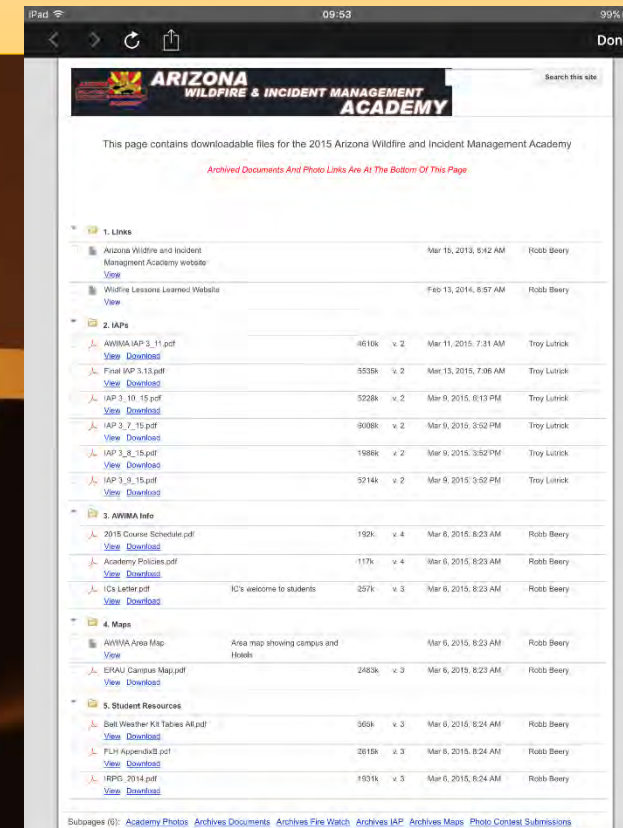 iPad 09:53 99%
Don
ARIZONA
WILDFIRE & INCIDENT MANAGEMENT
ACADEMY
Search this site
This page contains downloadable files for the 2015 Arizona Wildfire and Incident Management Academy
Archived Documents And Photo Links Are At The Bottom Of This Page
1. Links
Arizona Wildfire and Incident Mar 15, 2013, 8:42 AM Robb Beery
Managment Academy website
View
Wildfire Lessons Learned Website Feb 13, 2014, 8:57 AM Robb Beery
View
2. IAPs
AWIMA IAP 3_11.pdf 4610k v. 2 Mar 11, 2015, 7:31 AM Troy Lutrick
View Download
Final IAP 3.13.pdf 5535k v. 2 Mar 13, 2015, 7:06 AM Troy Lutrick
View Download
IAP 3_10_15.pdf 5228k v. 2 Mar 9, 2015, 6:13 PM Troy Lutrick
View Download
IAP 3_7_15.pdf v. 2 Mar 9, 2015, 3:52 PM Troy Lutrick
View Download
IAP 3_8_15.pdf 1986k v. 2 Mar 9, 2015, 3:52 PM Troy Lutrick
View Download
IAP 3_9_15.pdf 5214k v. 2 Mar 9, 2015, 3:52 PM Troy Lutrick
View Download
3. AWIMA Info
2015 Course Schedule.pdf 192k v. 4 Mar 6, 2015, 8:23 AM Robb Beery
View Download
Academy Policies.pdf 117k v. 4 Mar 6, 2015, 8:23 AM Robb Beery
View Download
ICs Letter.pdf IC's welcome to students 257k v. 3 Mar 6, 2015, 8:23 AM Robb Beery
View Download
4. Maps
AWIMA Area Map Area map showing campus and Mar 6, 2015, 8:23 AM Robb Beery
View Hotels
ERAU Campus Map.pdf 2483k v. 3 Mar 6, 2015, 8:23 AM Robb Beery
View Download
5. Student Resources
Belt Weather Kit Tables All.pdf 565k v. 3 Mar 6, 2015, 8:24 AM Robb Beery
View Download
FLH AppendixB.pdf 2615k v. 3 Mar 6, 2015, 8:24 AM Robb Beery
View Download
IRPG_2014.pdf 1931k v. 3 Mar 6, 2015, 8:24 AM Robb Beery
View Download
Subpages (6): Academy Photos Archives Documents Archives Fire Watch Archives IAP Archives Maps Photo Contest Submissions